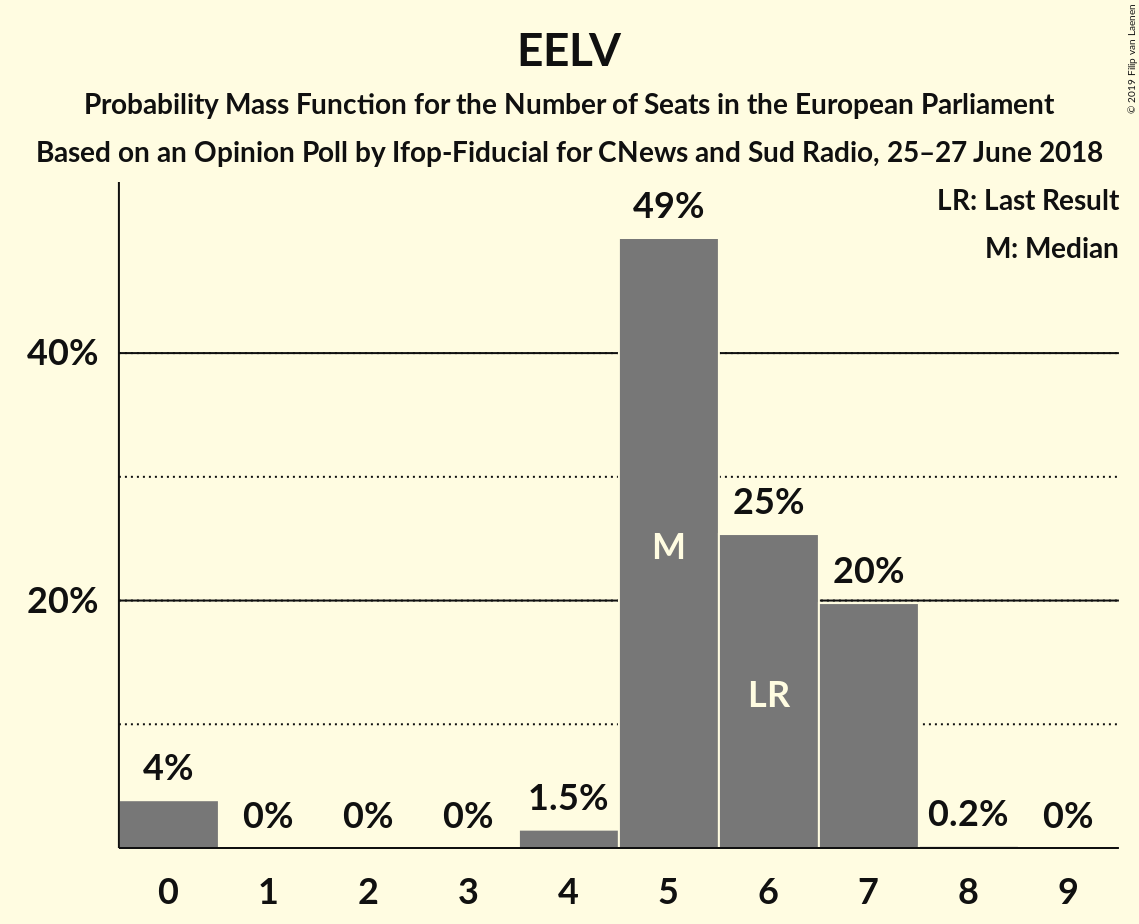 EELV
Probability Mass Function for the Number of Seats in the European Parliament
Based on an Opinion Poll by Ifop-Fiducial for CNews and Sud Radio, 25–27 June 2018
© 2019 Filip van Laenen
LR: Last Result
M: Median
49%
40%
25%
M
20%
20%
LR
4%
0%
0%
0%
1.5%
0.2%
0%
0 1 2 3 4 5 6 7 8 9